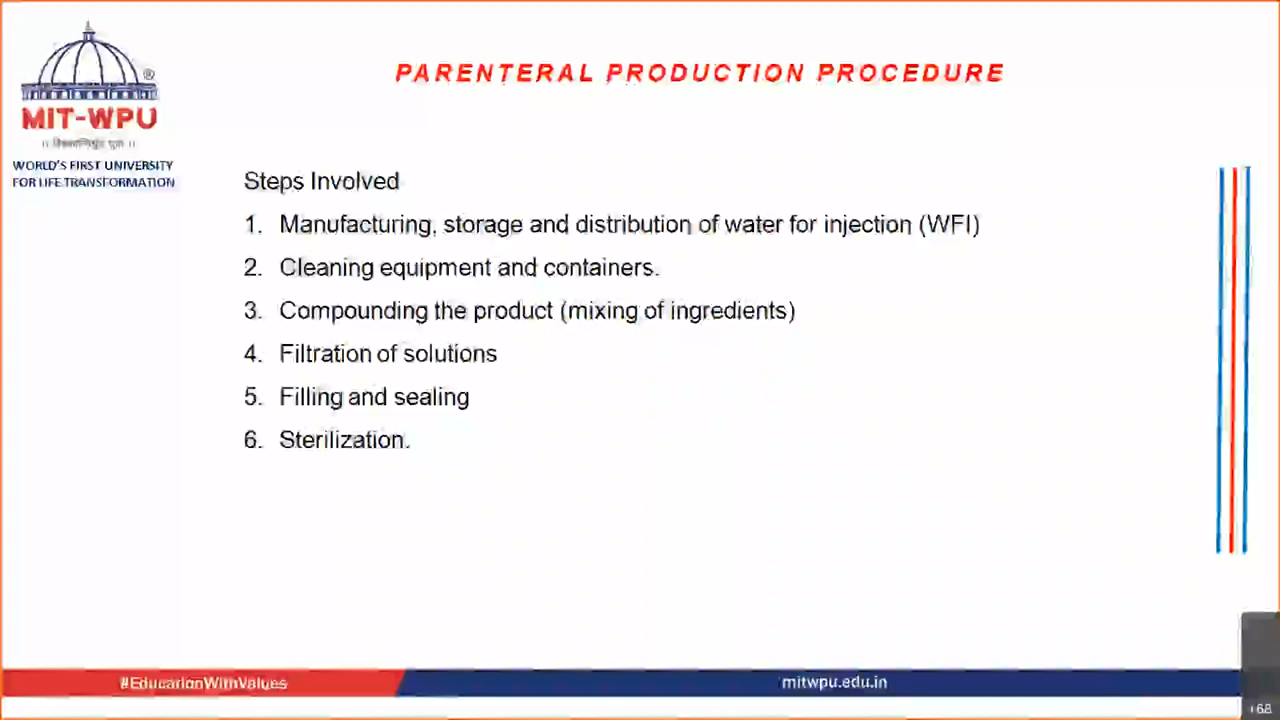 PARENTERAL PRODUCTION PROCEDURE
®
MIT-WPU
WORLD'S FIRST UNIVERSITY
FOR LIFE TRANSFORMATION
Steps Involved
1. Manufacturing, storage and distribution of water for injection (WFI)
2. Cleaning equipment and containers.
3. Compounding the product (mixing of ingredients)
4. Filtration of solutions
5. Filling and sealing
6. Sterilization.
#EducationWithValues
mitwpu.edu.in
+68